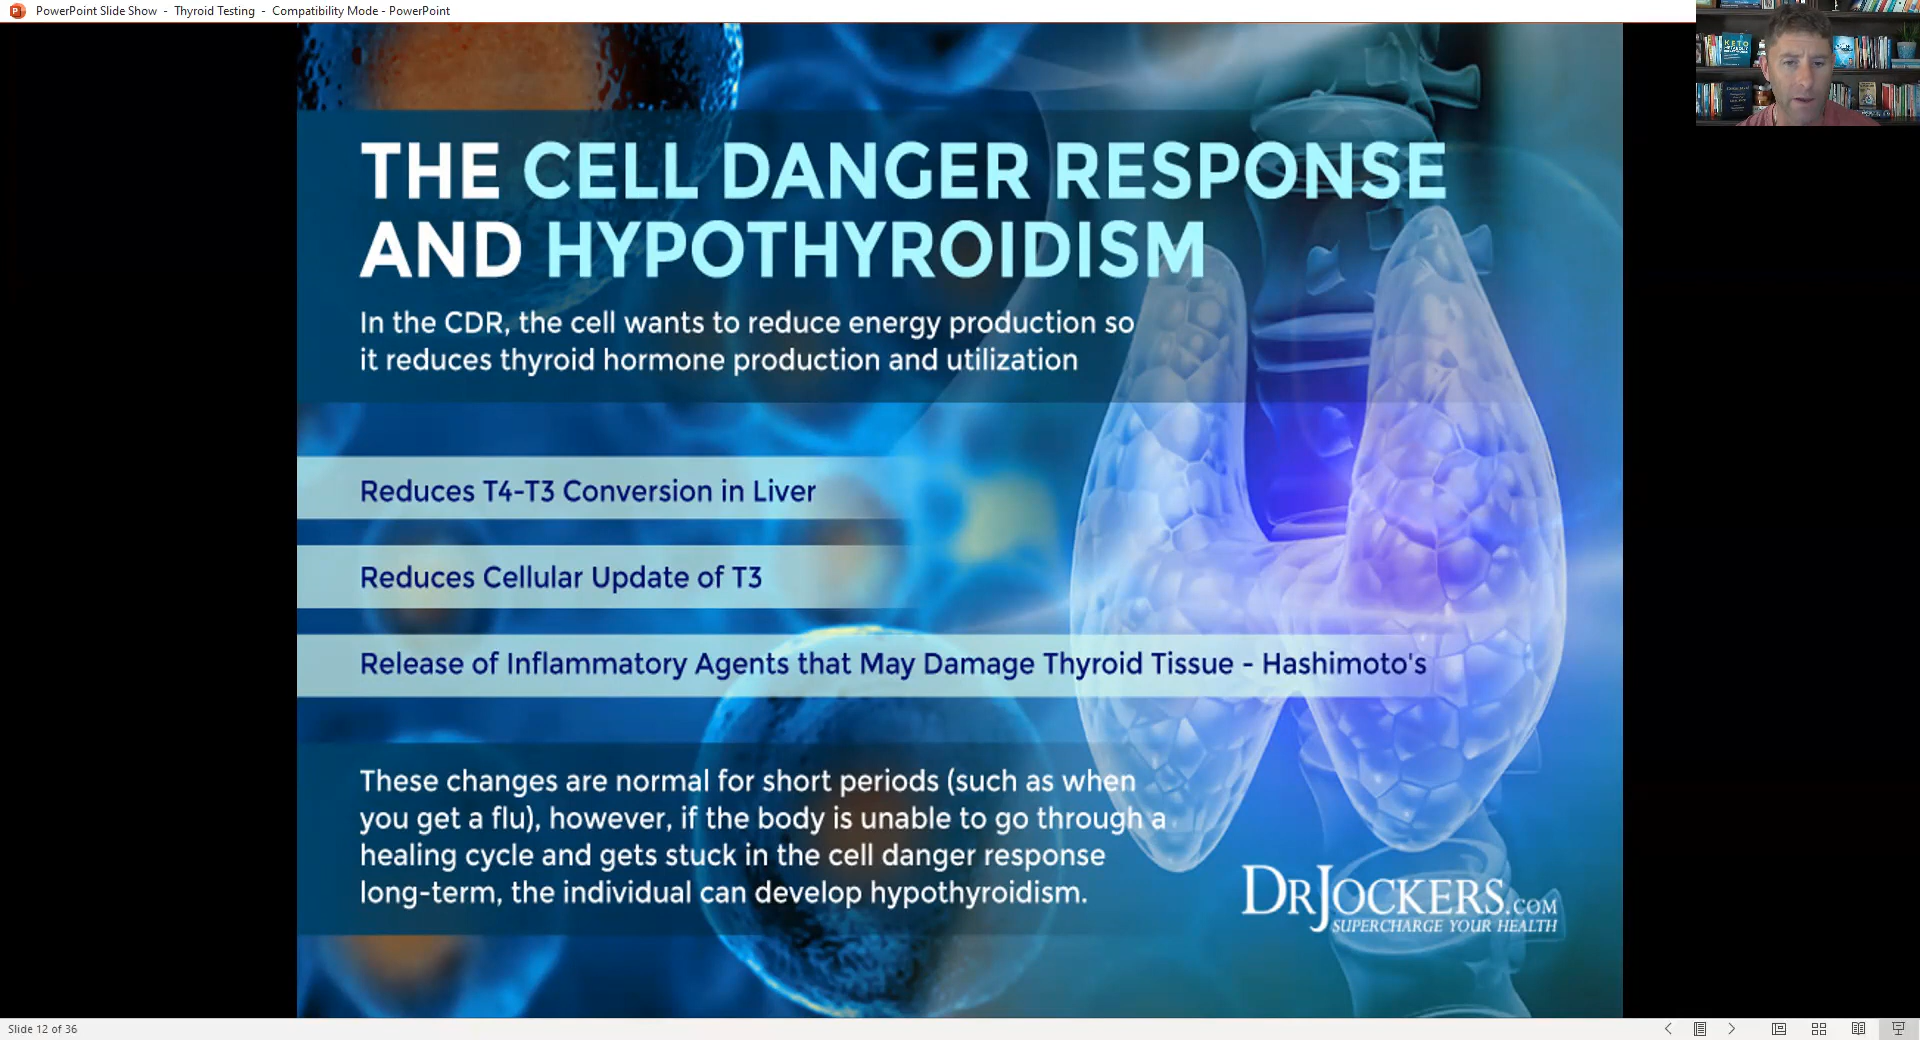 PowerPoint Slide Show - Thyroid Testing - Compatibility Mode - PowerPoint
KETO
THE CELL DANGER RESPONSE
AND HYPOTHYROIDISM
In the CDR, the cell wants to reduce energy production so
it reduces thyroid hormone production and utilization
Reduces T4-T3 Conversion in Liver
Reduces Cellular Update of T3
Release of Inflammatory Agents that May Damage Thyroid Tissue - Hashimoto's
These changes are normal for short periods (such as when
you get a flu), however, if the body is unable to go through a
healing cycle and gets stuck in the cell danger response
long-term, the individual can develop hypothyroidism.
DRJOCKERS.COM
SUPERCHARGE YOUR HEALTH
Slide 12 of 36